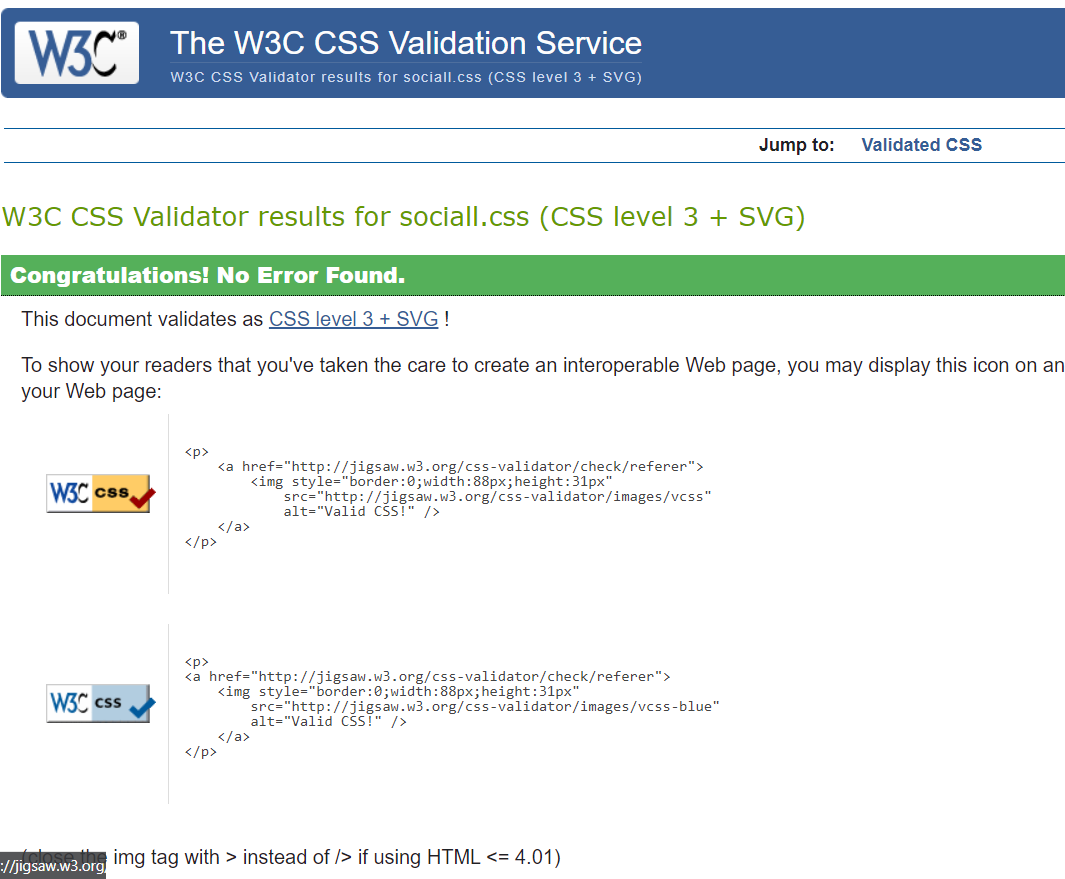 W3C®
The W3C CSS Validation Service
W3C CSS Validator results for sociall.css (CSS level 3 + SVG)
Jump to: Validated CSS
W3C CSS Validator results for sociall.css (CSS level 3 + SVG)
Congratulations! No Error Found.
This document validates as CSS level 3 + SVG !
To show your readers that you've taken the care to create an interoperable Web page, you may display this icon on an
your Web page:
<p>
<a href="http://jigsaw.w3.org/css-validator/check/referer">
<img style="border:0;width:88px;height:31px"
W3C css
src="http://jigsaw.w3.org/css-validator/images/vcss"
alt="Valid CSS!" />
</a>
</p>
<p>
<a href="http://jigsaw.w3.org/css-validator/check/referer">
<img style="border:0;width:88px;height:31px"
W3C css
src="http://jigsaw.w3.org/css-validator/images/vcss-blue"
alt="Valid CSS!" />
</a>
</p>
(close the img tag with > instead of /> if using HTML <= 4.01)
://jigsaw.w3.org/